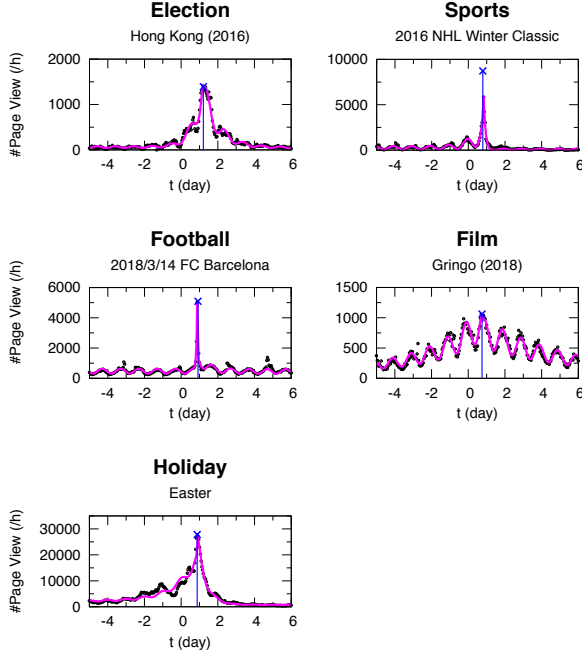 Election
Hong Kong (2016)
#Page View (/h)
2000
1000
0
-4 -2 0 2 4 6
t (day)
Sports
2016 NHL Winter Classic
10000
5000
0
-4 -2 0 2 4 6
t (day)
Football
2018/3/14 FC Barcelona
#Page View (/h)
6000
4000
2000
0
-4 -2 0 2 4 6
t (day)
Film
Gringo (2018)
1500
1000
500
0
-4 -2 0 2 4 6
t (day)
Holiday
Easter
#Page View (/h)
30000
20000
10000
0
-4 -2 0 2 4 6
t (day)